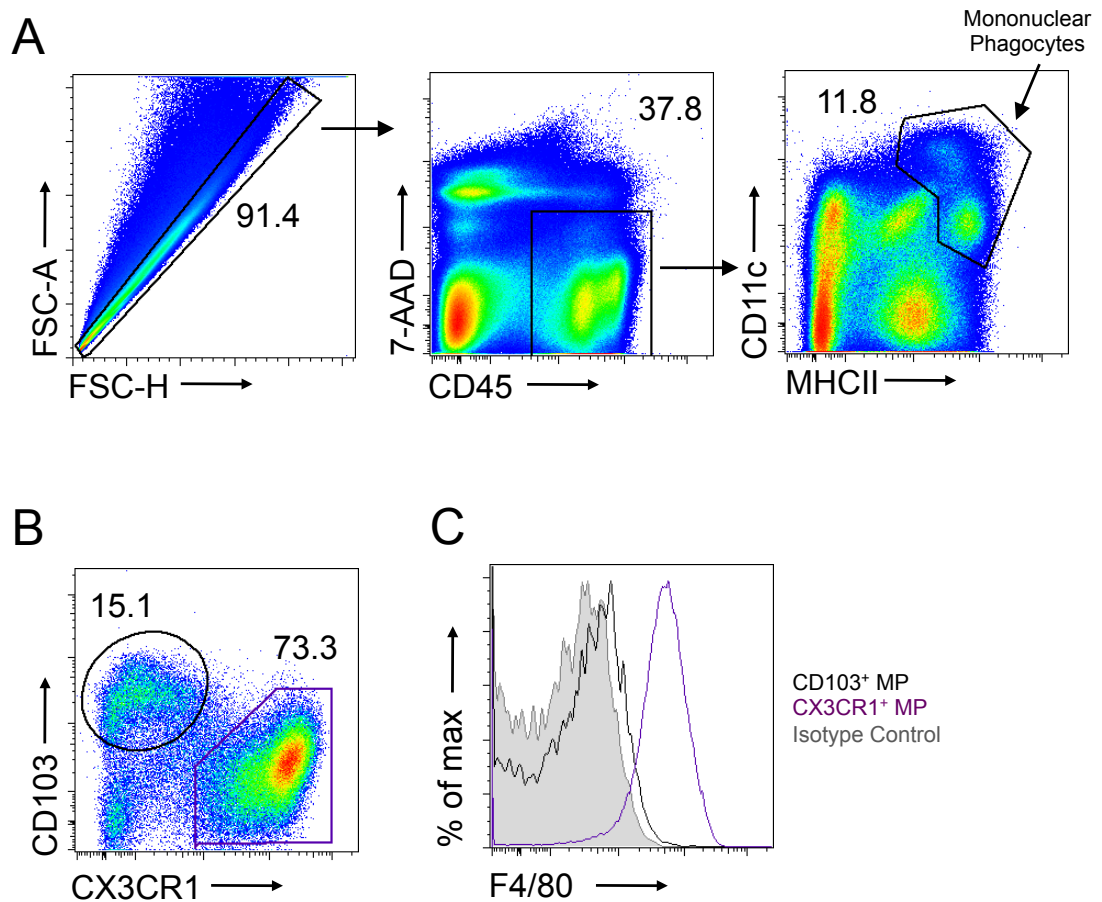 A
Mononuclear
Phagocytes
91.4
FSC-A
FSC-H
37.8
7-AAD
CD45
11.8
CD11c
MHCII
B
15.1
73.3
CD103
CX3CR1
C
% of max
F4/80
CD103⁺ MP
CX3CR1⁺ MP
Isotype Control